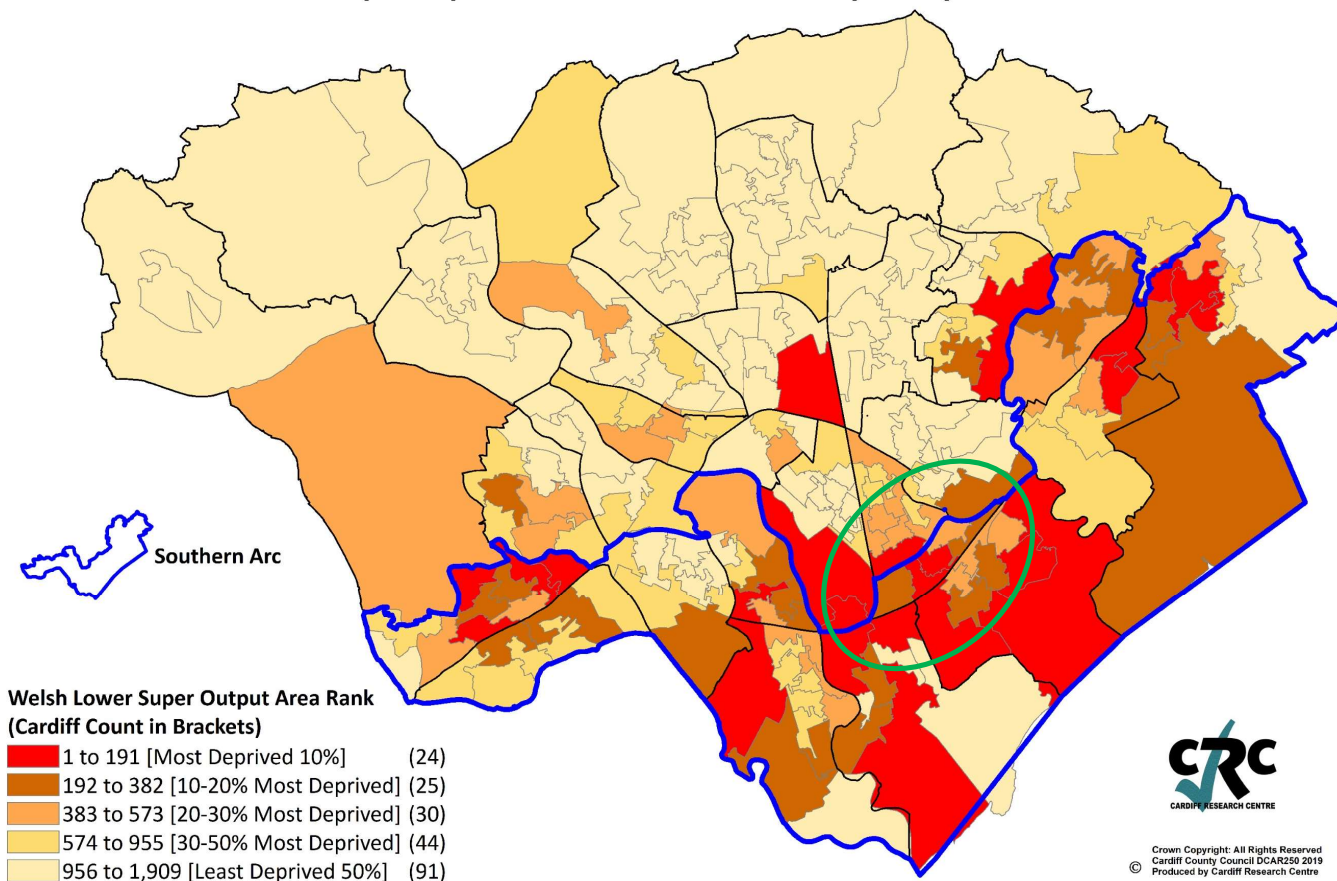 Southern Arc
Welsh Lower Super Output Area Rank
(Cardiff Count in Brackets)
1 to 191 [Most Deprived 10%] (24)
192 to 382 [10-20% Most Deprived] (25)
383 to 573 [20-30% Most Deprived] (30)
574 to 955 [30-50% Most Deprived] (44)
956 to 1,909 [Least Deprived 50%] (91)
CRC
CARDIFF RESEARCH CENTRE
Crown Copyright: All Rights Reserved
Cardiff County Council DCAR250 2019
© Produced by Cardiff Research Centre